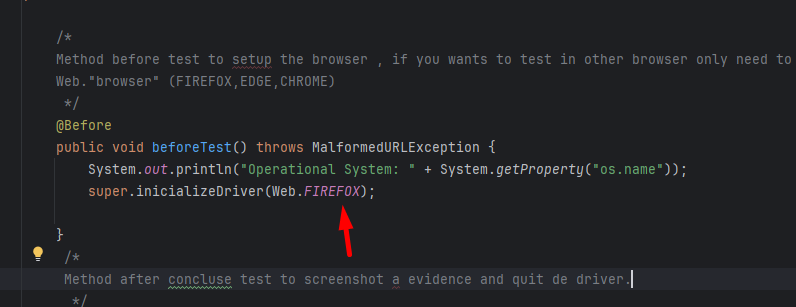 /*
Method before test to setup the browser , if you wants to test in other browser only need to
Web."browser" (FIREFOX,EDGE,CHROME)
*/
@Before
public void beforeTest() throws MalformedURLException {
System.out.println("Operational System: " + System.getProperty("os.name"));
super.inicializeDriver(Web.FIREFOX);
}
/*
Method after concluse test to screenshot a evidence and quit de driver.
*/